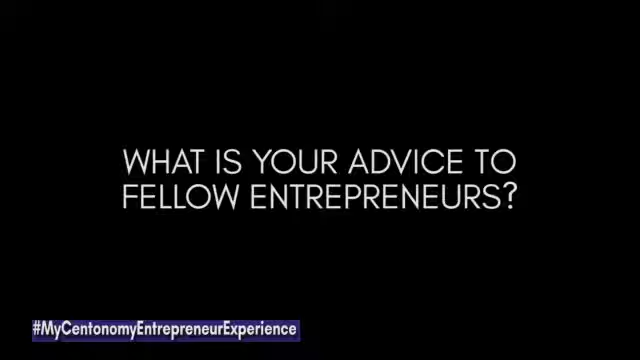 WHAT IS YOUR ADVICE TO
FELLOW ENTREPRENEURS?
#MyCentonomyEntrepreneurExperience